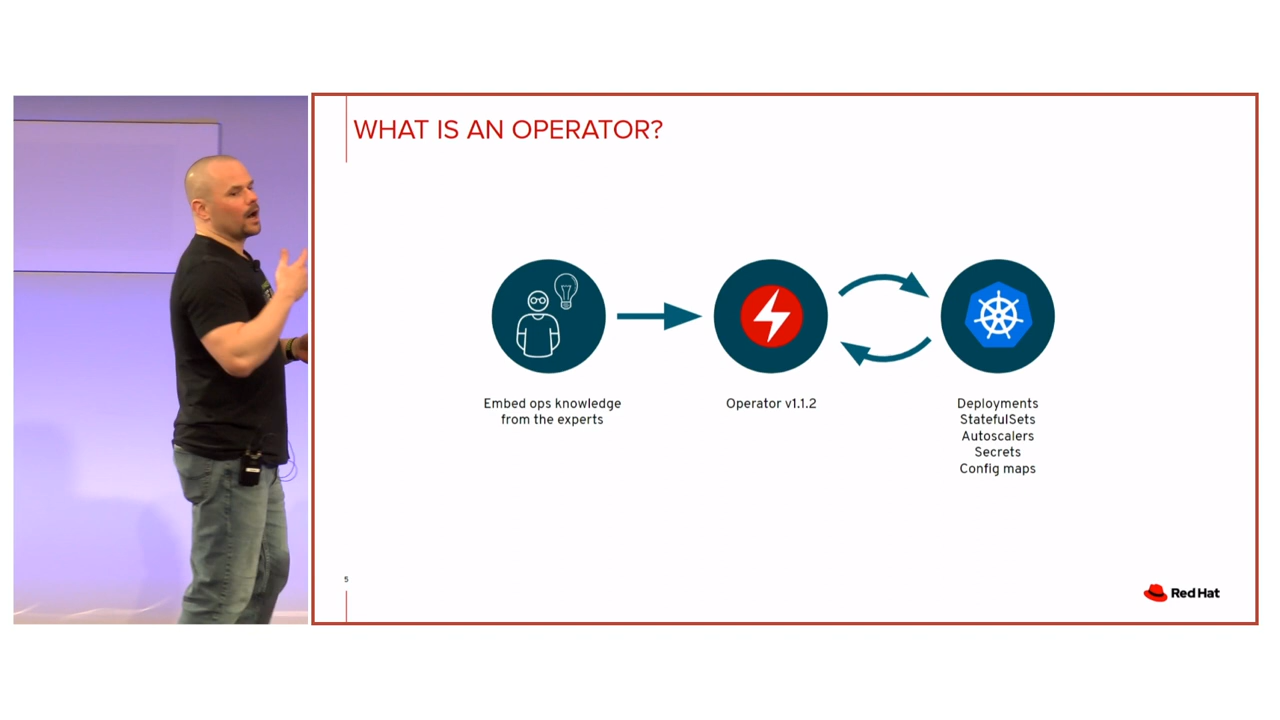 WHAT IS AN OPERATOR?
Embed ops knowledge
from the experts
Operator v1.1.2
Deployments
StatefulSets
Autoscalers
Secrets
Config maps
5
Red Hat